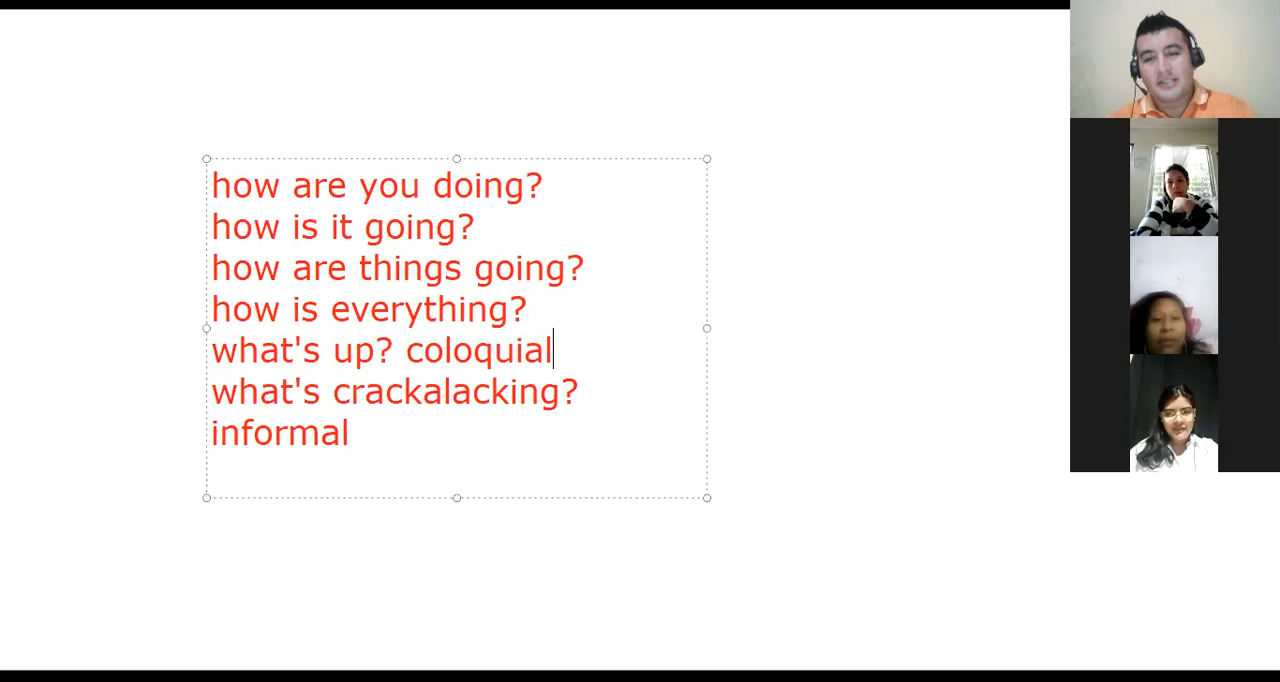 how are you doing?
how is it going?
how are things going?
how is everything?
what's up? coloquial
what's crackalacking?
informal